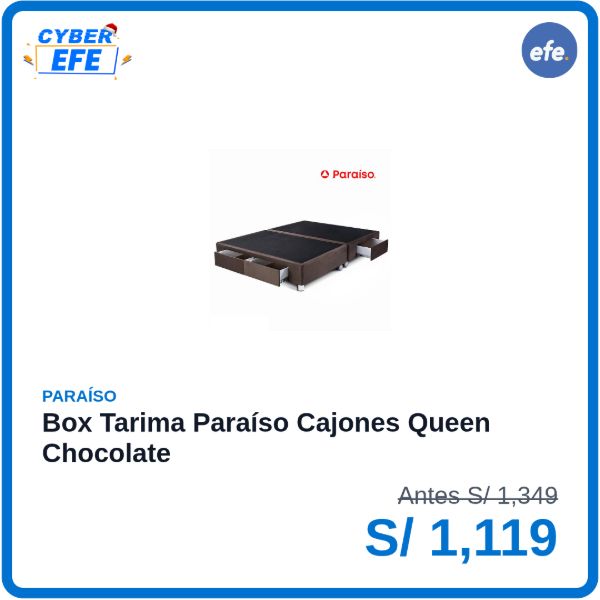 CYBER
EFE
efe.
Paraíso
PARAÍSO
Box Tarima Paraíso Cajones Queen
Chocolate
Antes S/ 1,349
S/ 1,119